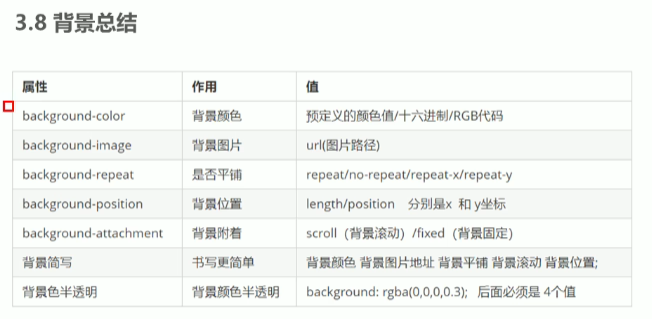 3.8 背景总结
属性 作用 值
background-color 背景颜色 预定义的颜色值/十六进制/RGB代码
background-image 背景图片 url(图片路径)
background-repeat 是否平铺 repeat/no-repeat/repeat-x/repeat-y
background-position 背景位置 length/position 分别是x 和 y坐标
background-attachment 背景附着 scroll（背景滚动）/fixed（背景固定）
背景简写 书写更简单 背景颜色 背景图片地址 背景平铺 背景滚动 背景位置;
背景色半透明 背景颜色半透明 background: rgba(0,0,0,0.3); 后面必须是 4个值